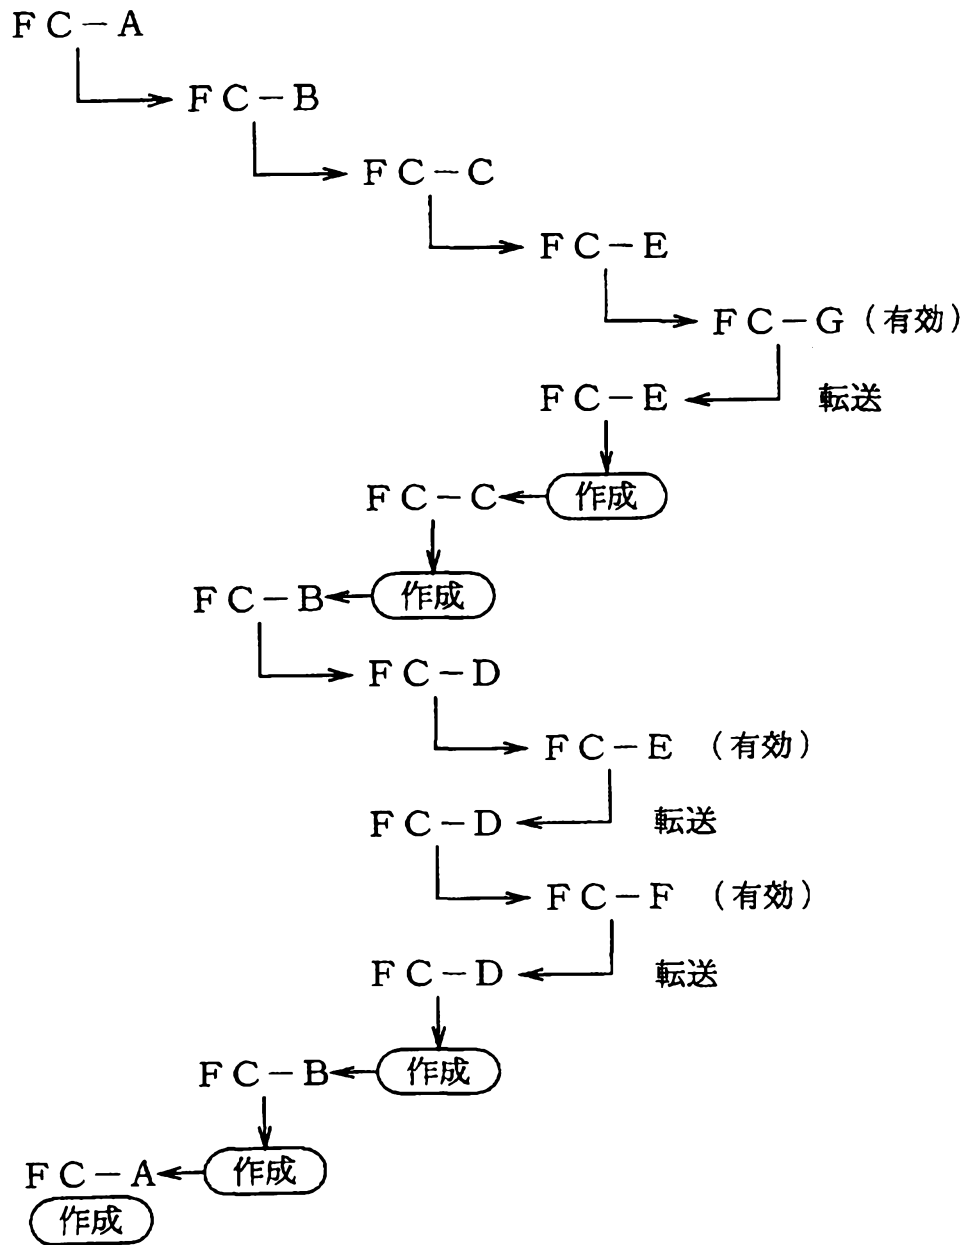 FC-A
FC-B
FC-C
FC-E
FC-G (有効)
FC-E 転送
FC-C 作成
FC-B 作成
FC-D
FC-E (有効)
FC-D 転送
FC-F (有効)
FC-D 転送
FC-B 作成
FC-A 作成
作成